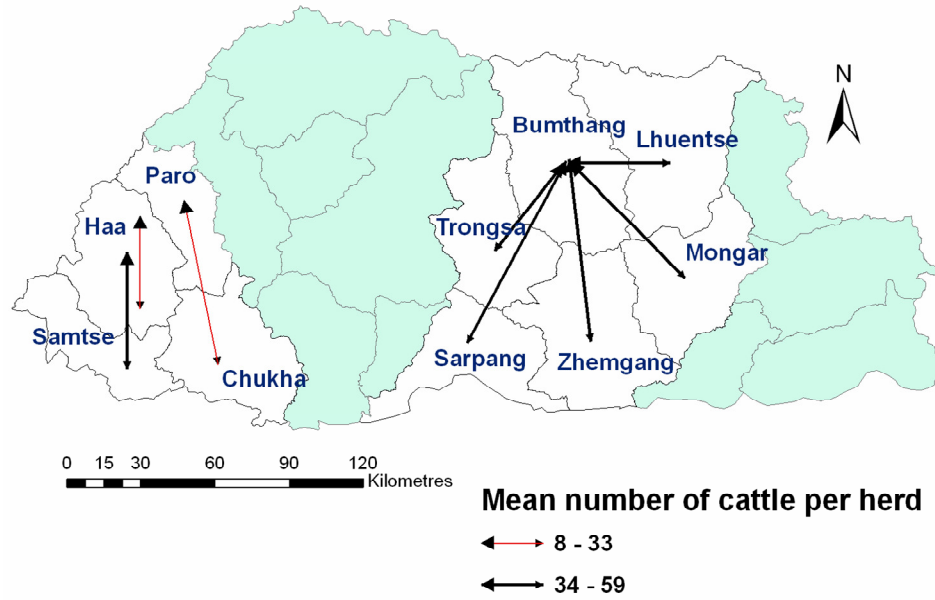 N
Bumthang
Lhuentse
Paro
Haa
Trongsa
Mongar
Samtse
Sarpang
Zhemgang
Chukha
0 15 30 60 90 120
Kilometres
Mean number of cattle per herd
8 - 33
34 - 59